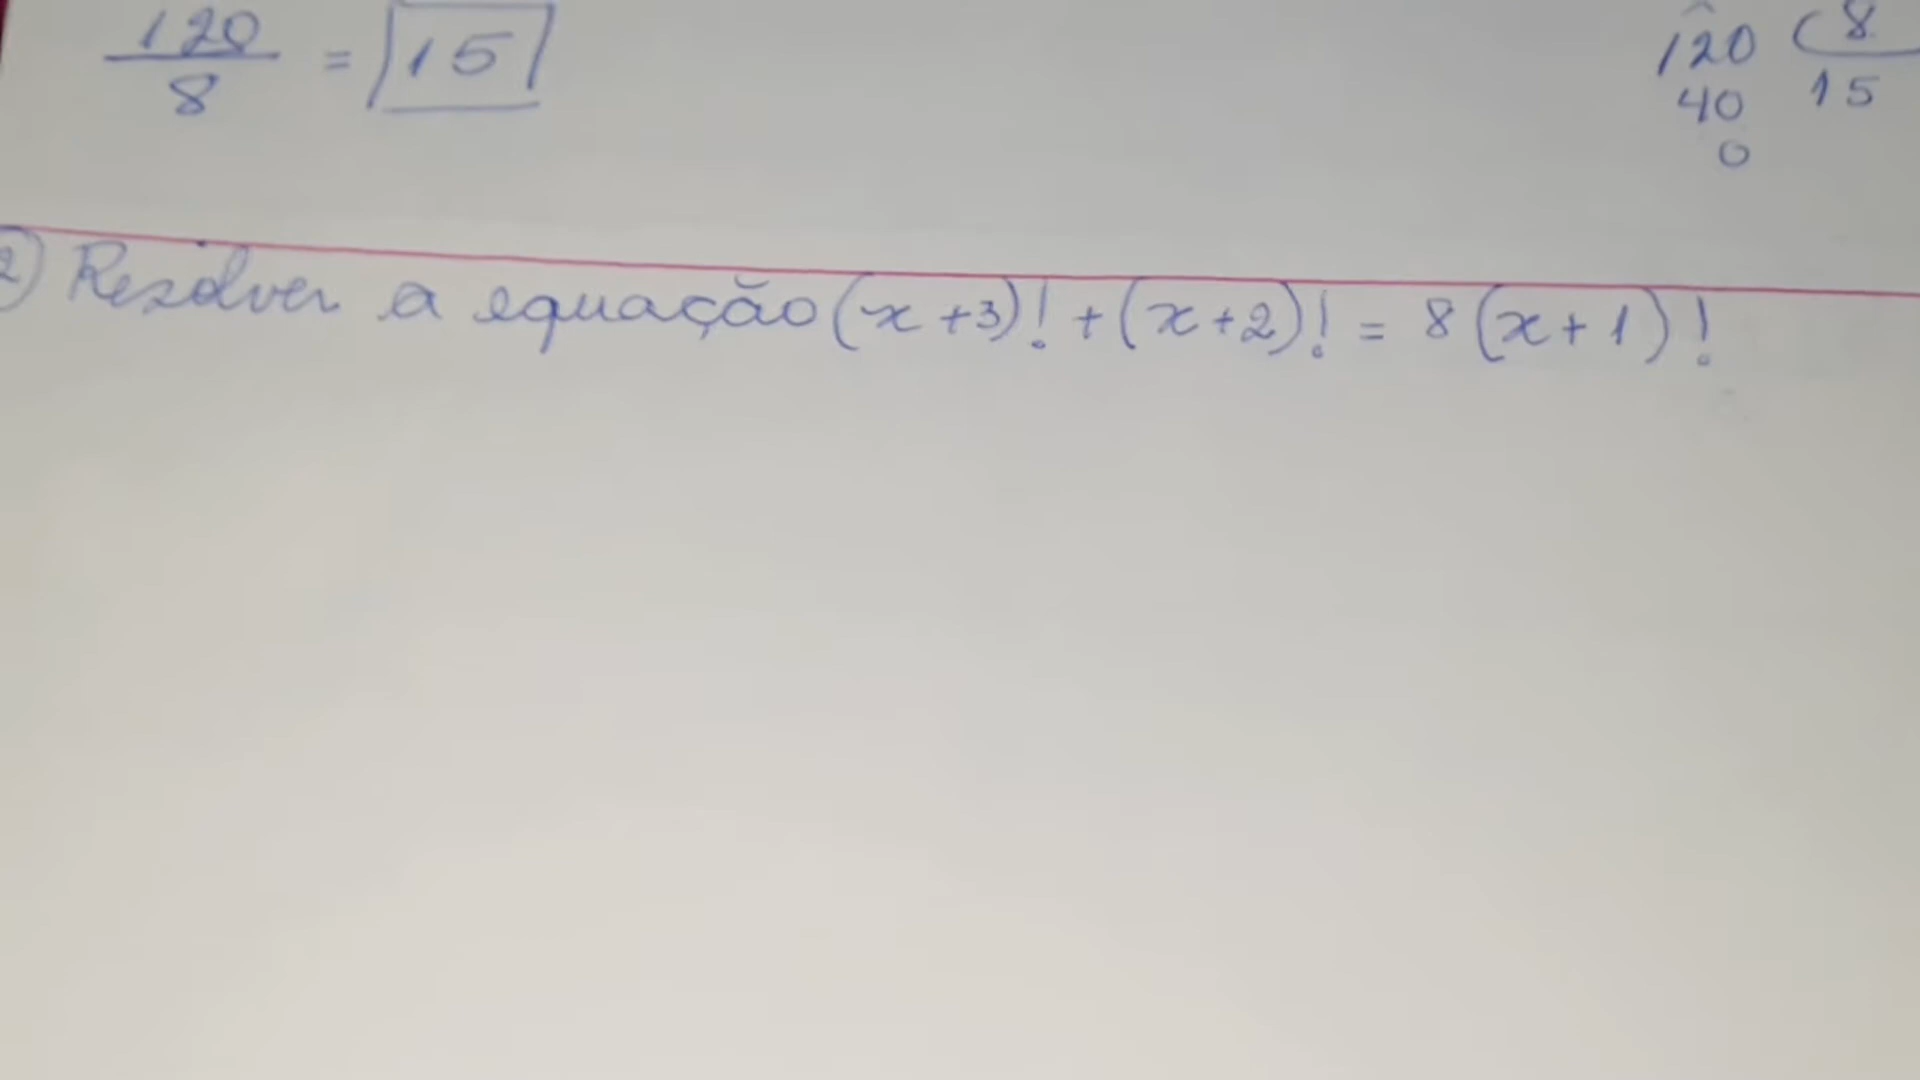 120 / 8 = 15
120 8
40 15
0
2) Resolver a equação (x+3)! + (x+2)! = 8(x+1)!